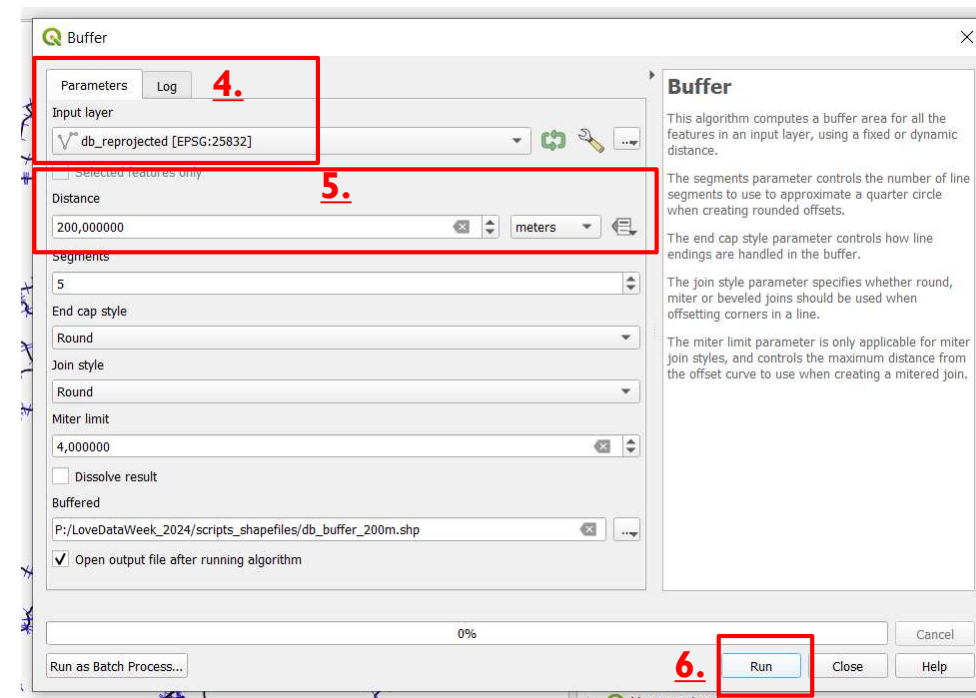 Buffer
Parameters
Log
4.
Input layer
db_reprojected [EPSG:25832]
Selected features only
5.
Distance
200,000000
meters
Segments
5
End cap style
Round
Join style
Round
Miter limit
4,000000
Dissolve result
Buffered
P:/LoveDataWeek_2024/scripts_shapefiles/db_buffer_200m.shp
Open output file after running algorithm
Buffer
This algorithm computes a buffer area for all the
features in an input layer, using a fixed or dynamic
distance.
The segments parameter controls the number of line
segments to use to approximate a quarter circle
when creating rounded offsets.
The end cap style parameter controls how line
endings are handled in the buffer.
The join style parameter specifies whether round,
miter or beveled joins should be used when
offsetting corners in a line.
The miter limit parameter is only applicable for miter
join styles, and controls the maximum distance from
the offset curve to use when creating a mitered join.
0%
Cancel
Run as Batch Process...
6.
Run
Close
Help